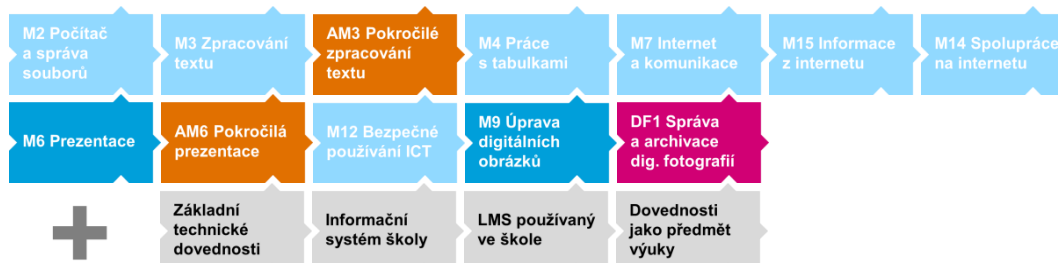 M2 Počítač
a správa
souborů
M3 Zpracování
textu
AM3 Pokročilé
zpracování
textu
M4 Práce
s tabulkami
M7 Internet
a komunikace
M15 Informace
z internetu
M14 Spolupráce
na internetu
M6 Prezentace
AM6 Pokročilá
prezentace
M12 Bezpečné
používání ICT
M9 Úprava
digitálních
obrázků
DF1 Správa
a archivace
dig. fotografií
Základní
technické
dovednosti
Informační
systém školy
LMS používaný
ve škole
Dovednosti
jako předmět
výuky